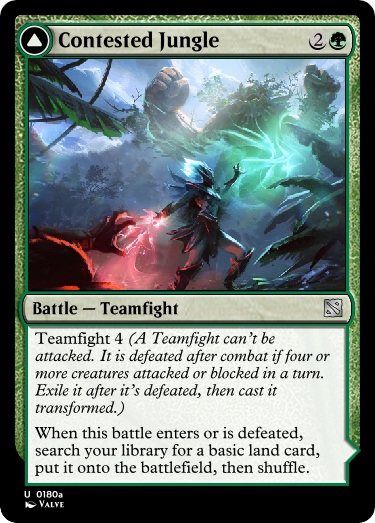 Contested Jungle 2
Battle — Teamfight
Teamfight 4 (A Teamfight can't be
attacked. It is defeated after combat if four or
more creatures attacked or blocked in a turn.
Exile it after it's defeated, then cast it
transformed.)
When this battle enters or is defeated,
search your library for a basic land card,
put it onto the battlefield, then shuffle.
U 0180a
Valve